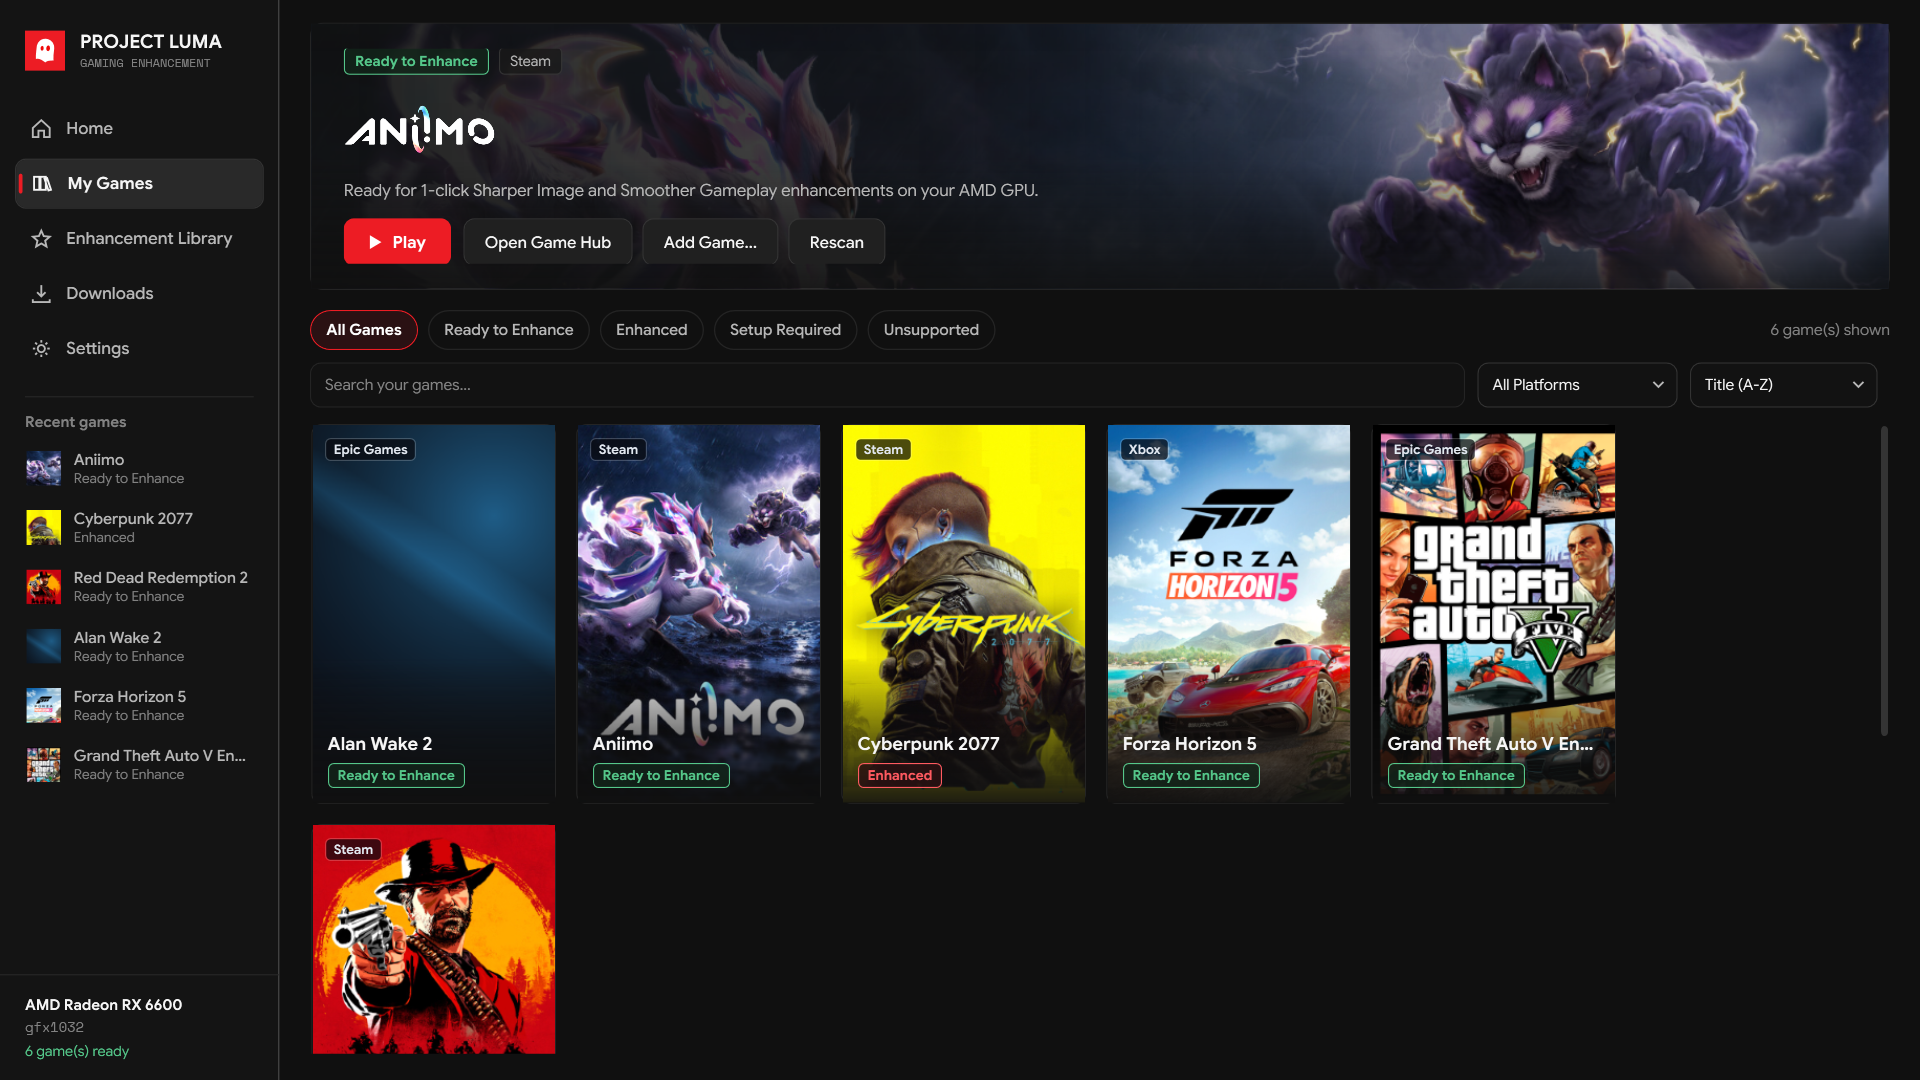 PROJECT LUMA
GAMING ENHANCEMENT
Home
My Games
Enhancement Library
Downloads
Settings
Recent games
Aniimo
Ready to Enhance
Cyberpunk 2077
Enhanced
Red Dead Redemption 2
Ready to Enhance
Alan Wake 2
Ready to Enhance
Forza Horizon 5
Ready to Enhance
Grand Theft Auto V En...
Ready to Enhance
AMD Radeon RX 6600
gfx1032
6 game(s) ready
Ready to Enhance Steam
ANIIMO
Ready for 1-click Sharper Image and Smoother Gameplay enhancements on your AMD GPU.
Play Open Game Hub Add Game... Rescan
All Games Ready to Enhance Enhanced Setup Required Unsupported 6 game(s) shown
Search your games... All Platforms Title (A-Z)
Epic Games
Alan Wake 2
Ready to Enhance
Steam
ANIIMO
Aniimo
Ready to Enhance
Steam
Cyberpunk
2077
Cyberpunk 2077
Enhanced
Xbox
FORZA
HORIZON 5
Forza Horizon 5
Ready to Enhance
Epic Games
grand
theft
auto V
FIVE
Grand Theft Auto V En...
Ready to Enhance
Steam